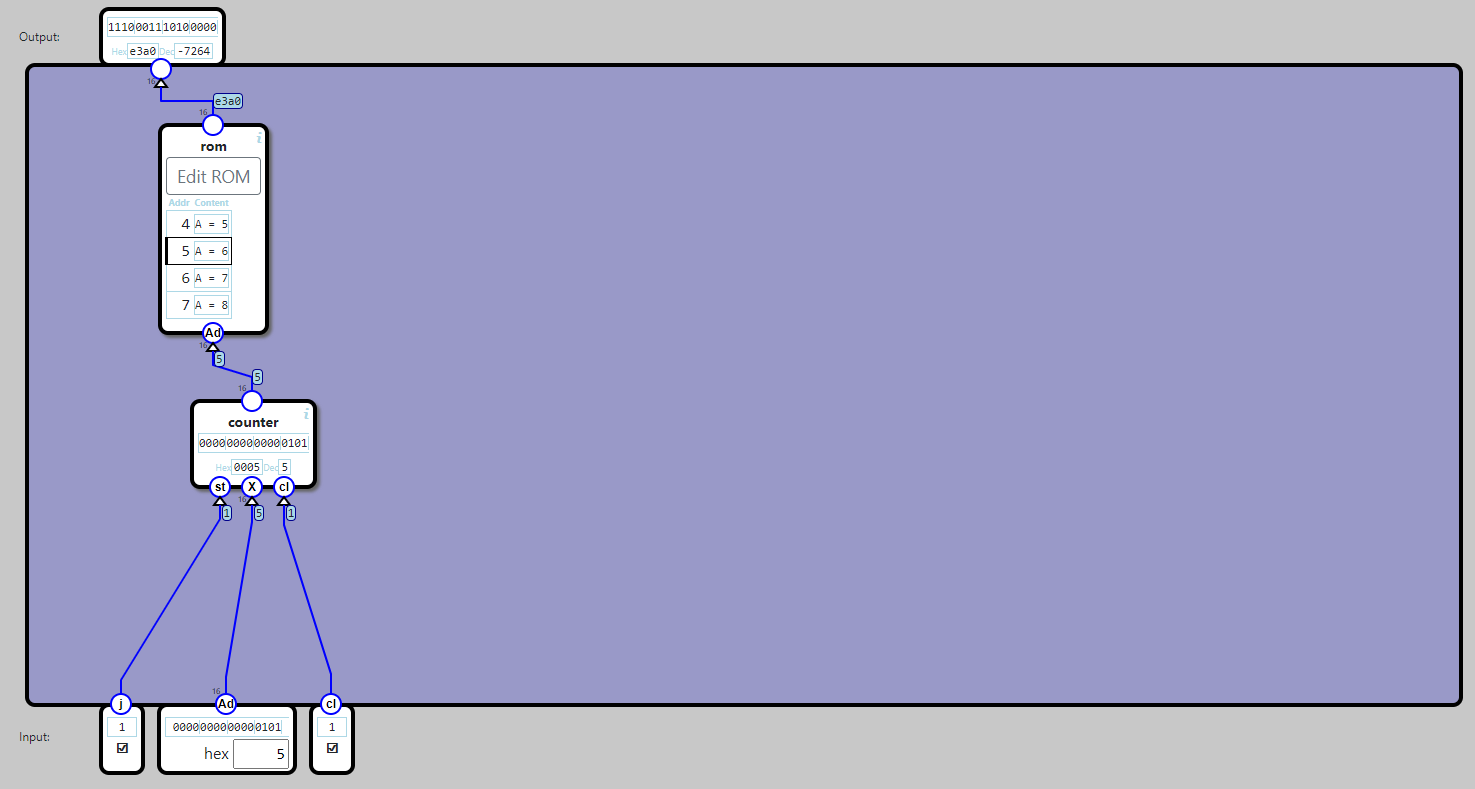 Output:
1110001110100000
Hex e3a0 Dec -7264
16
e3a0
16
i
rom
Edit ROM
Addr Content
4 A = 5
5 A = 6
6 A = 7
7 A = 8
Ad
16
5
5
16
i
counter
0000000000000101
Hex 0005 Dec 5
st X cl
16
1 5 1
16
j Ad cl
Input:
1 0000000000000101 1
hex 5